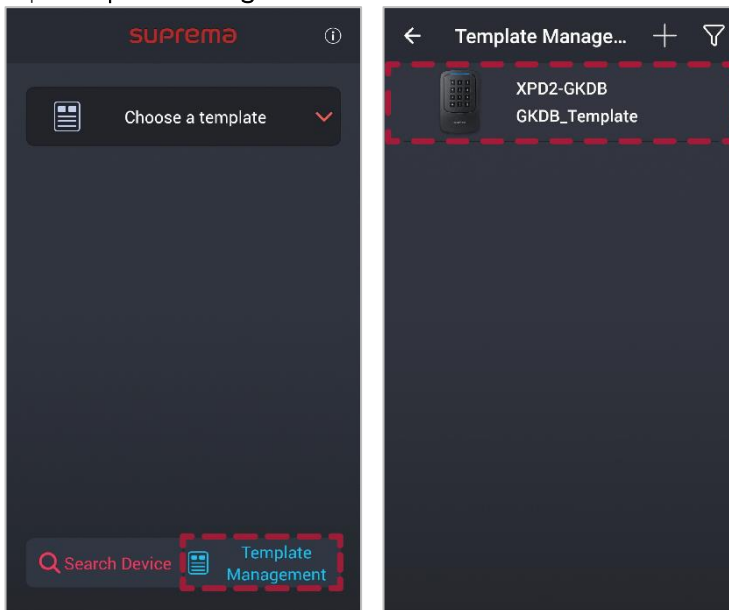 suprema
Choose a template
Search Device
Template
Management
Template Manage...
XPD2-GKDB
GKDB_Template